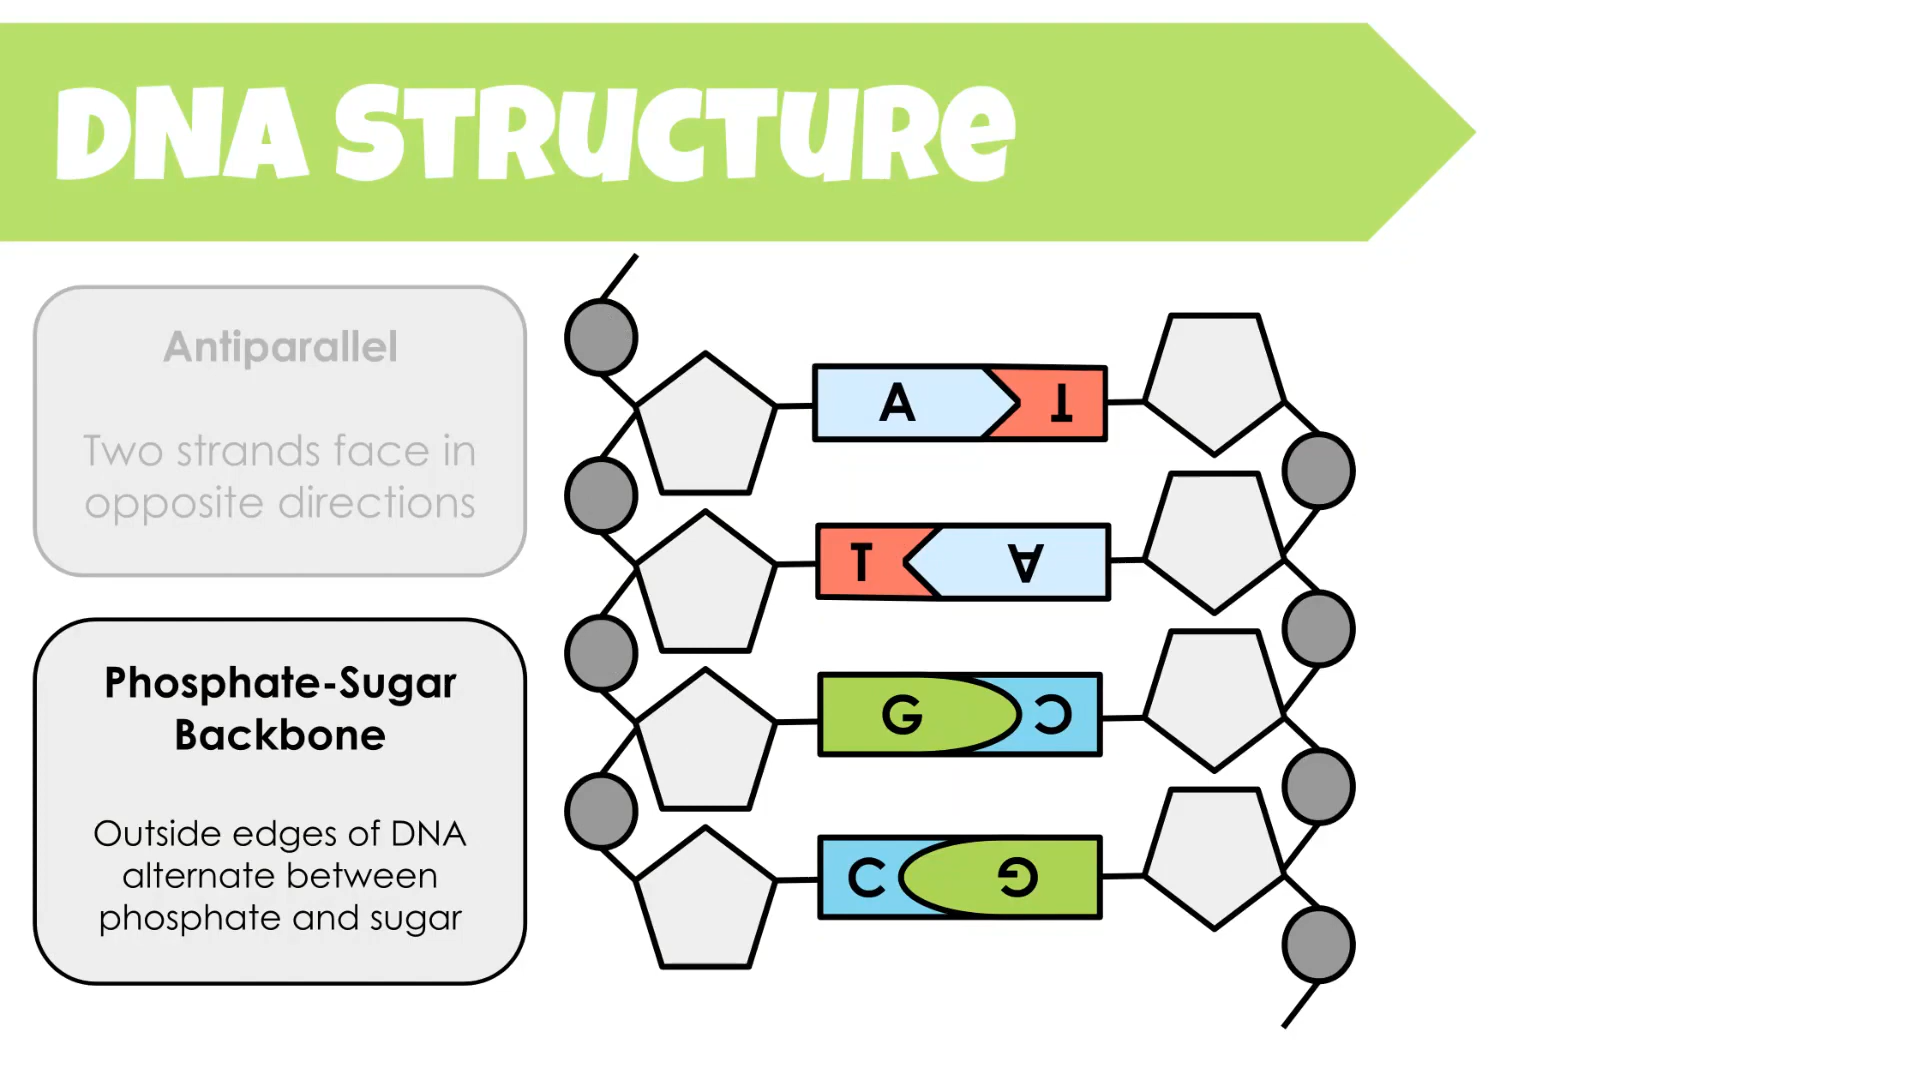 DNA STRUCTURE
Antiparallel
Two strands face in
opposite directions
Phosphate-Sugar
Backbone
Outside edges of DNA
alternate between
phosphate and sugar
A T
T A
G C
C G